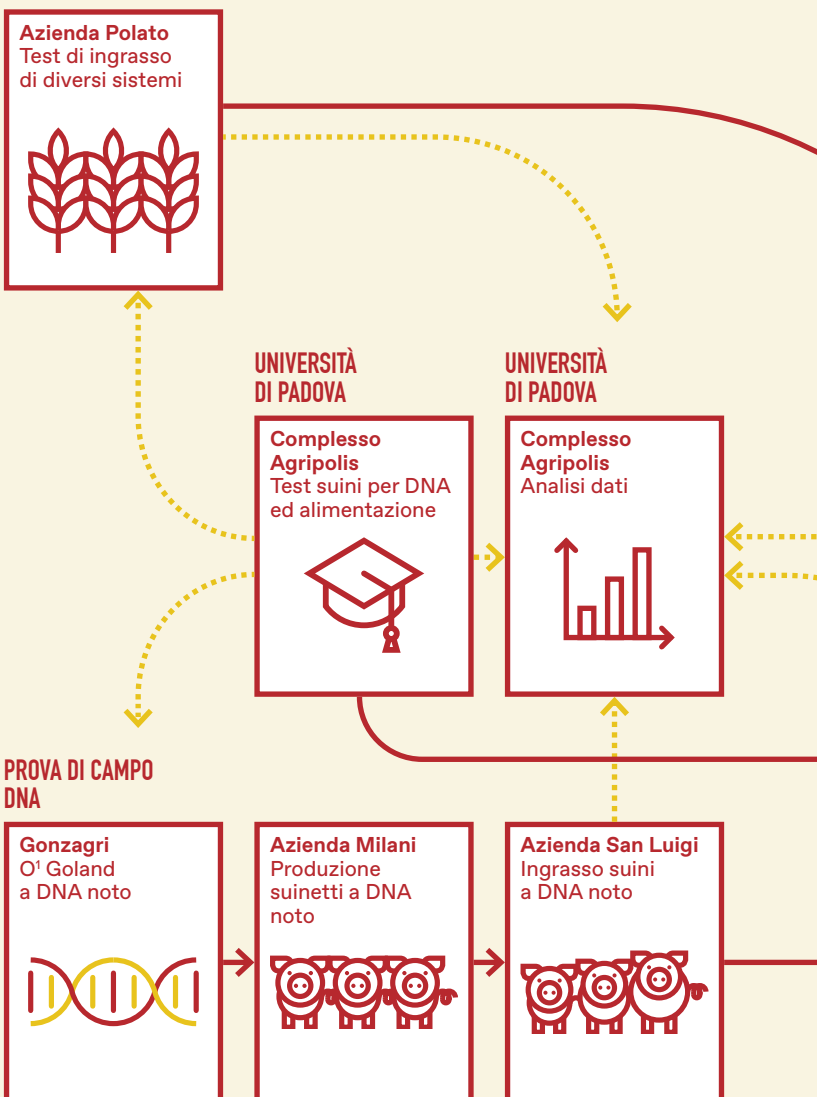 Azienda Polato
Test di ingrasso
di diversi sistemi
UNIVERSITÀ
DI PADOVA
Complesso
Agripolis
Test suini per DNA
ed alimentazione
UNIVERSITÀ
DI PADOVA
Complesso
Agripolis
Analisi dati
PROVA DI CAMPO
DNA
Gonzagri
O¹ Goland
a DNA noto
Azienda Milani
Produzione
suinetti a DNA
noto
Azienda San Luigi
Ingrasso suini
a DNA noto